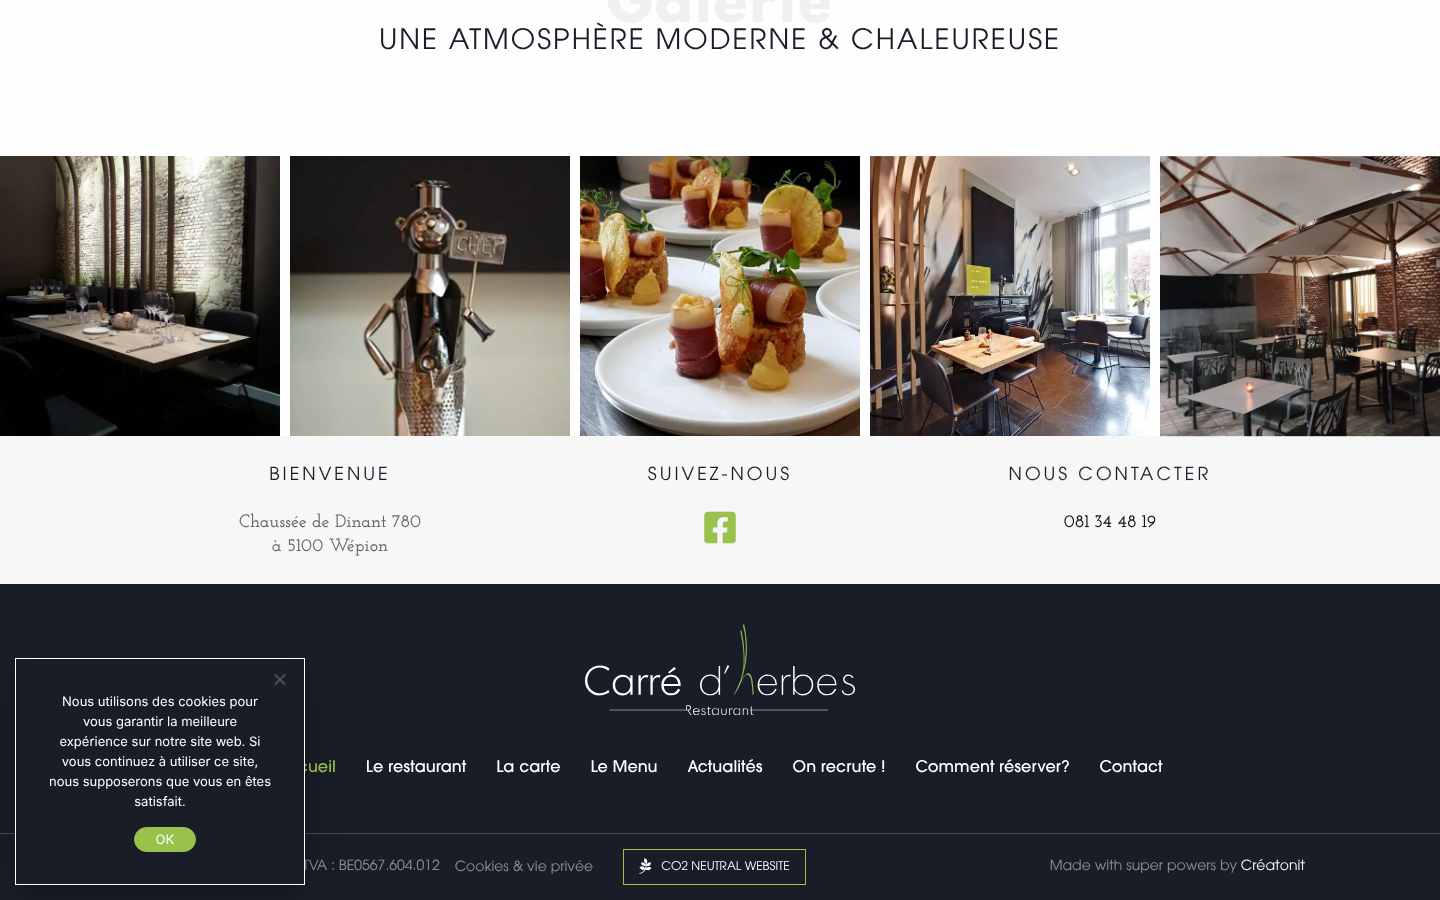 Galerie
UNE ATMOSPHÈRE MODERNE & CHALEUREUSE
CHEF
BIENVENUE
Chaussée de Dinant 780
à 5100 Wépion
SUIVEZ-NOUS
NOUS CONTACTER
081 34 48 19
Carré d'herbes
Restaurant
cueil Le restaurant La carte Le Menu Actualités On recrute ! Comment réserver? Contact
Nous utilisons des cookies pour
vous garantir la meilleure
expérience sur notre site web. Si
vous continuez à utiliser ce site,
nous supposerons que vous en êtes
satisfait.
OK
TVA : BE0567.604.012 Cookies & vie privée CO2 NEUTRAL WEBSITE Made with super powers by Créatonit